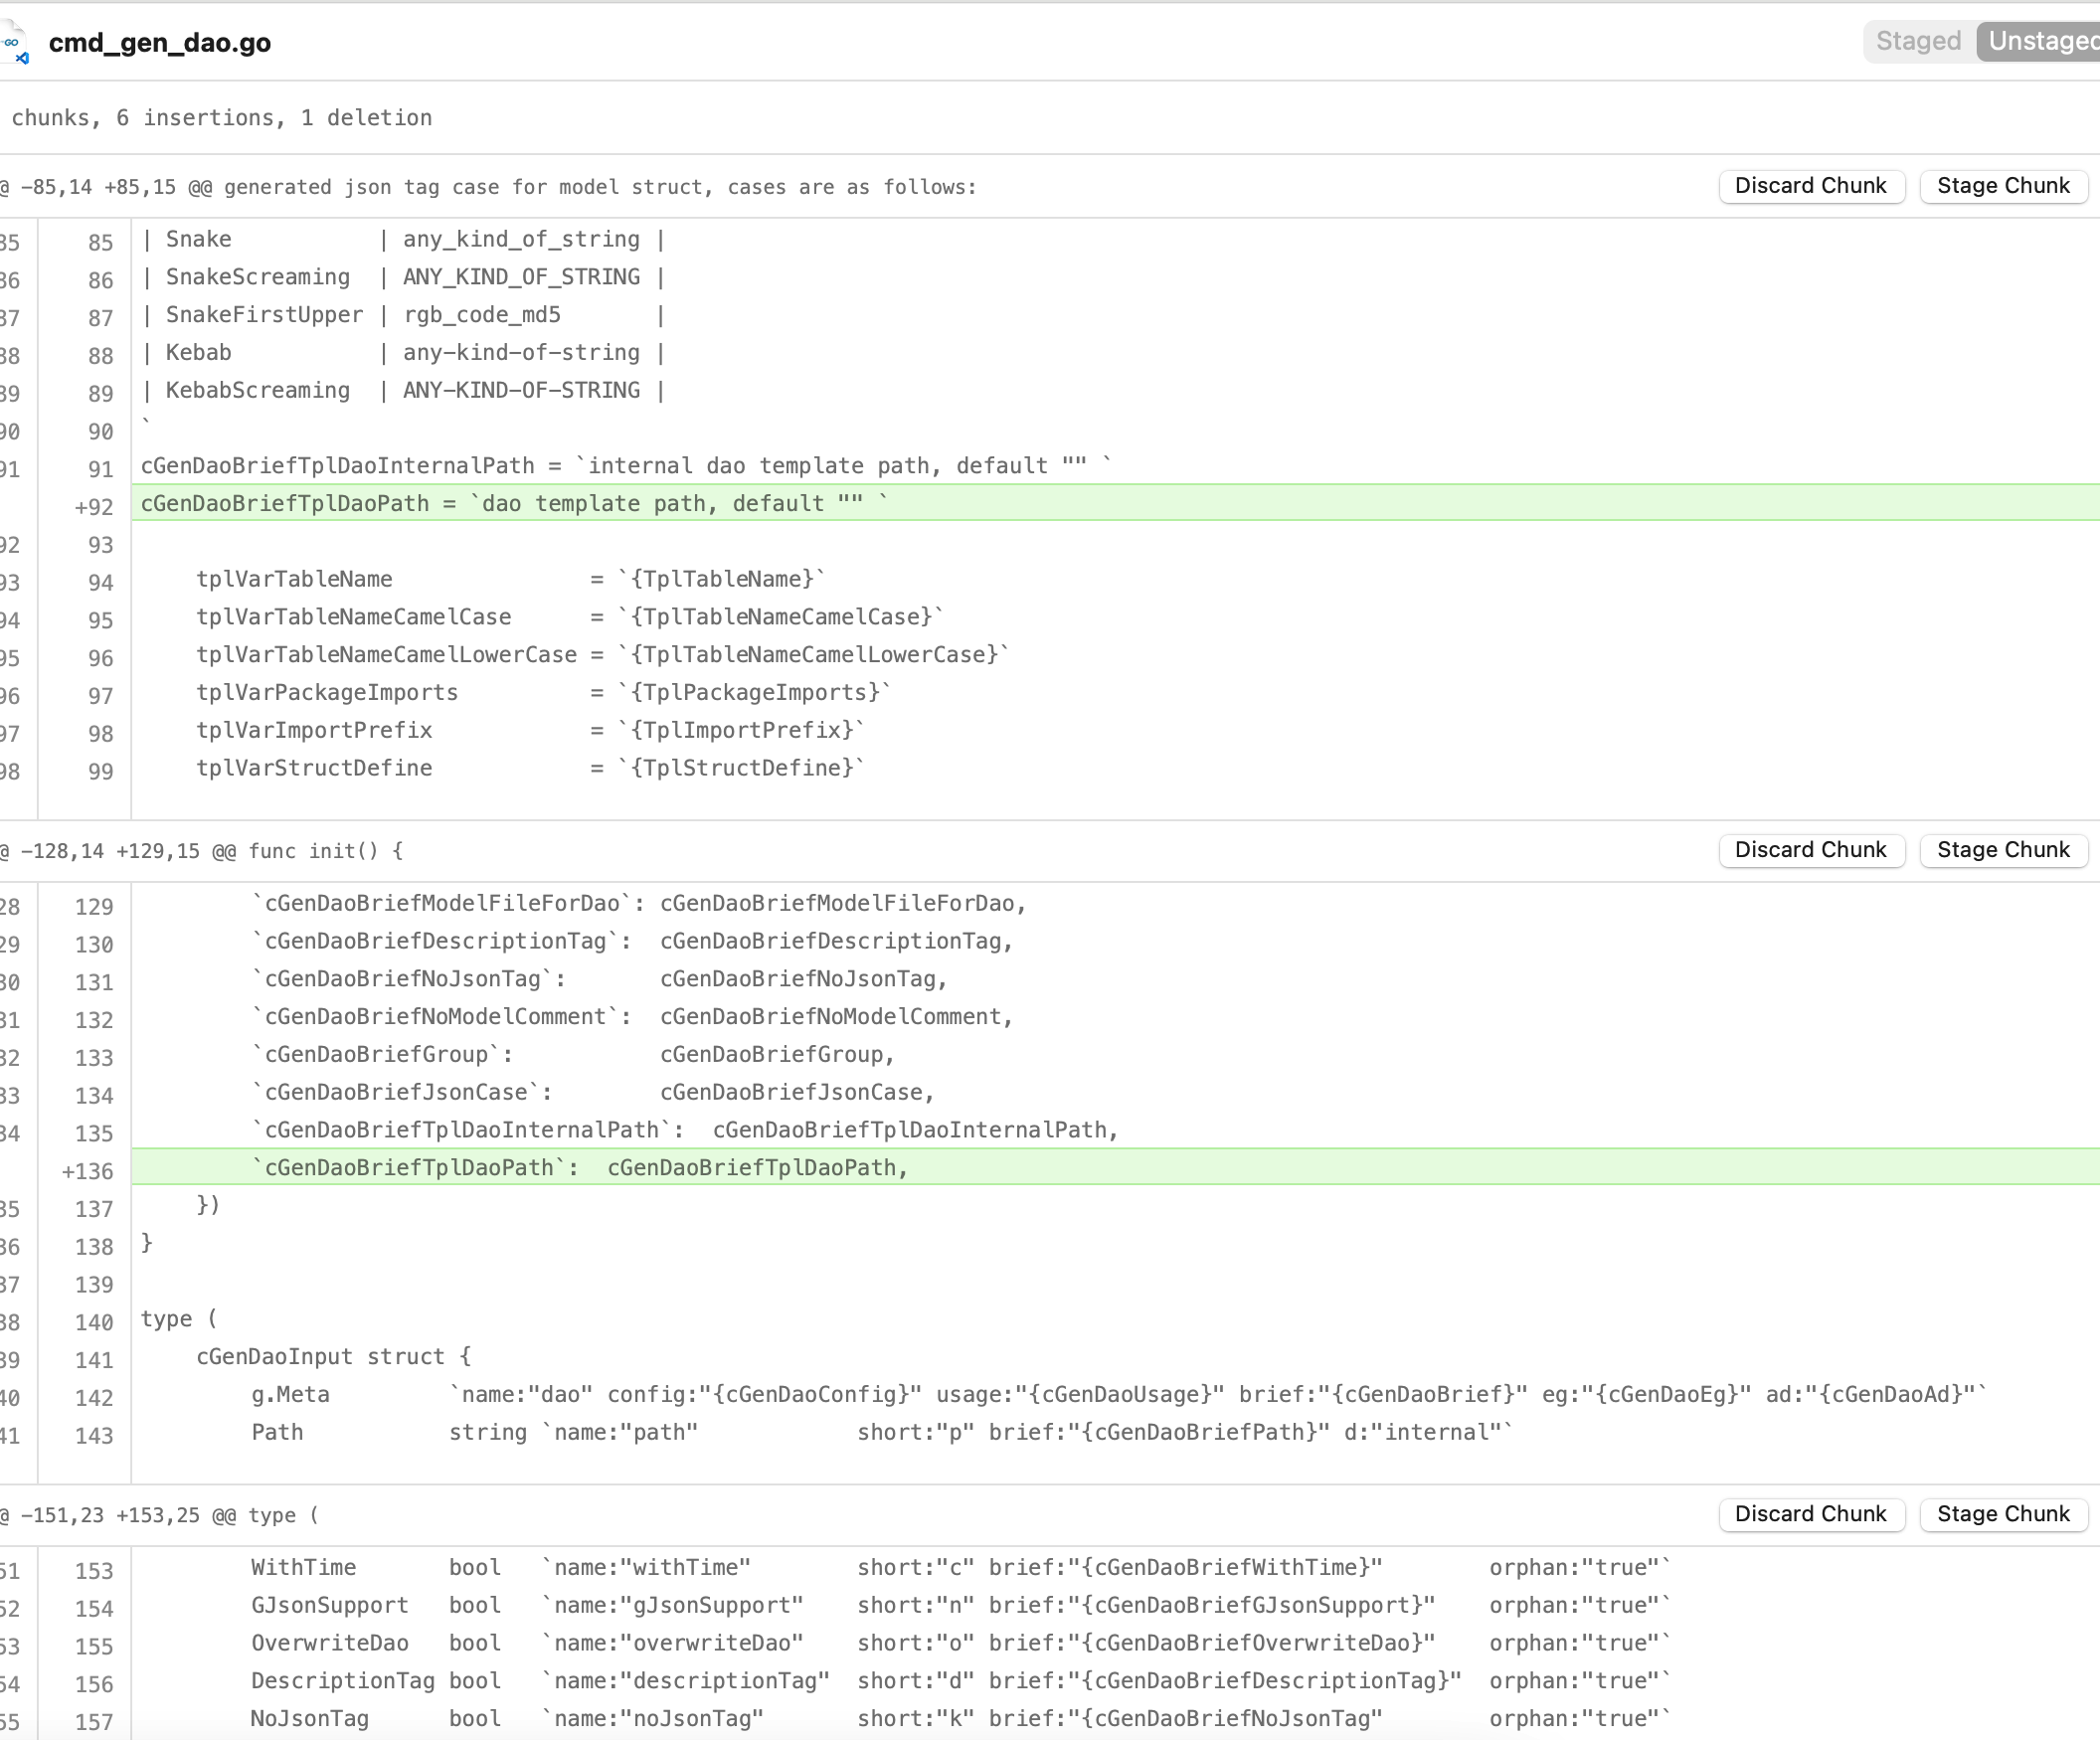 GO cmd_gen_dao.go Staged Unstaged
chunks, 6 insertions, 1 deletion
@ -85,14 +85,15 @@ generated json tag case for model struct, cases are as follows: Discard Chunk Stage Chunk
85 85 | Snake | any_kind_of_string |
86 86 | SnakeScreaming | ANY_KIND_OF_STRING |
87 87 | SnakeFirstUpper | rgb_code_md5 |
88 88 | Kebab | any-kind-of-string |
89 89 | KebabScreaming | ANY-KIND-OF-STRING |
90 90 `
91 91 cGenDaoBriefTplDaoInternalPath = `internal dao template path, default "" `
+92 cGenDaoBriefTplDaoPath = `dao template path, default "" `
92 93
93 94 tplVarTableName = `{TplTableName}`
94 95 tplVarTableNameCamelCase = `{TplTableNameCamelCase}`
95 96 tplVarTableNameCamelLowerCase = `{TplTableNameCamelLowerCase}`
96 97 tplVarPackageImports = `{TplPackageImports}`
97 98 tplVarImportPrefix = `{TplImportPrefix}`
98 99 tplVarStructDefine = `{TplStructDefine}`
@ -128,14 +129,15 @@ func init() { Discard Chunk Stage Chunk
28 129 `cGenDaoBriefModelFileForDao`: cGenDaoBriefModelFileForDao,
29 130 `cGenDaoBriefDescriptionTag`: cGenDaoBriefDescriptionTag,
30 131 `cGenDaoBriefNoJsonTag`: cGenDaoBriefNoJsonTag,
31 132 `cGenDaoBriefNoModelComment`: cGenDaoBriefNoModelComment,
32 133 `cGenDaoBriefGroup`: cGenDaoBriefGroup,
33 134 `cGenDaoBriefJsonCase`: cGenDaoBriefJsonCase,
34 135 `cGenDaoBriefTplDaoInternalPath`: cGenDaoBriefTplDaoInternalPath,
+136 `cGenDaoBriefTplDaoPath`: cGenDaoBriefTplDaoPath,
35 137 })
36 138 }
37 139
38 140 type (
39 141 cGenDaoInput struct {
40 142 g.Meta `name:"dao" config:"{cGenDaoConfig}" usage:"{cGenDaoUsage}" brief:"{cGenDaoBrief}" eg:"{cGenDaoEg}" ad:"{cGenDaoAd}"`
41 143 Path string `name:"path" short:"p" brief:"{cGenDaoBriefPath}" d:"internal"`
@ -151,23 +153,25 @@ type ( Discard Chunk Stage Chunk
51 153 WithTime bool `name:"withTime" short:"c" brief:"{cGenDaoBriefWithTime}" orphan:"true"`
52 154 GJsonSupport bool `name:"gJsonSupport" short:"n" brief:"{cGenDaoBriefGJsonSupport}" orphan:"true"`
53 155 OverwriteDao bool `name:"overwriteDao" short:"o" brief:"{cGenDaoBriefOverwriteDao}" orphan:"true"`
54 156 DescriptionTag bool `name:"descriptionTag" short:"d" brief:"{cGenDaoBriefDescriptionTag}" orphan:"true"`
55 157 NoJsonTag bool `name:"noJsonTag" short:"k" brief:"{cGenDaoBriefNoJsonTag" orphan:"true"`